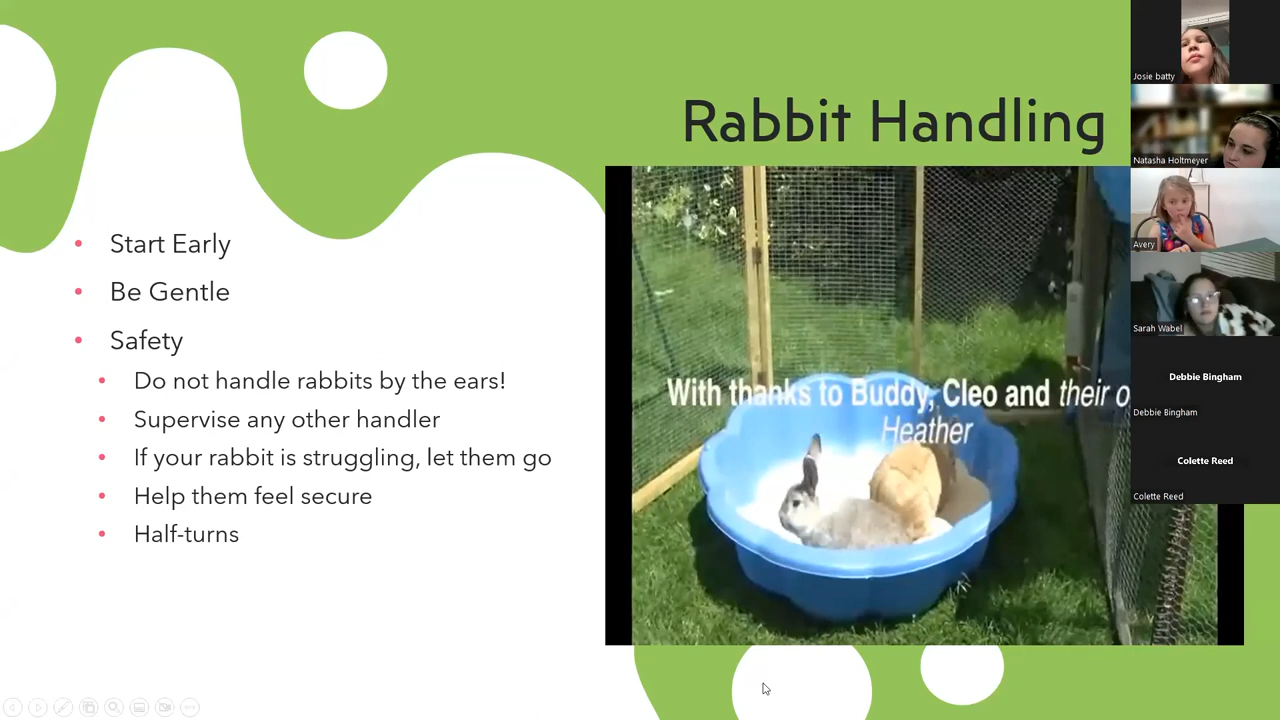 Rabbit Handling
Start Early
Be Gentle
Safety
Do not handle rabbits by the ears!
Supervise any other handler
If your rabbit is struggling, let them go
Help them feel secure
Half-turns
With thanks to Buddy, Cleo and their
Heather
Josie batty
Natasha Holtmeyer
Avery
Sarah Wabel
Debbie Bingham
Debbie Bingham
Colette Reed
Colette Reed